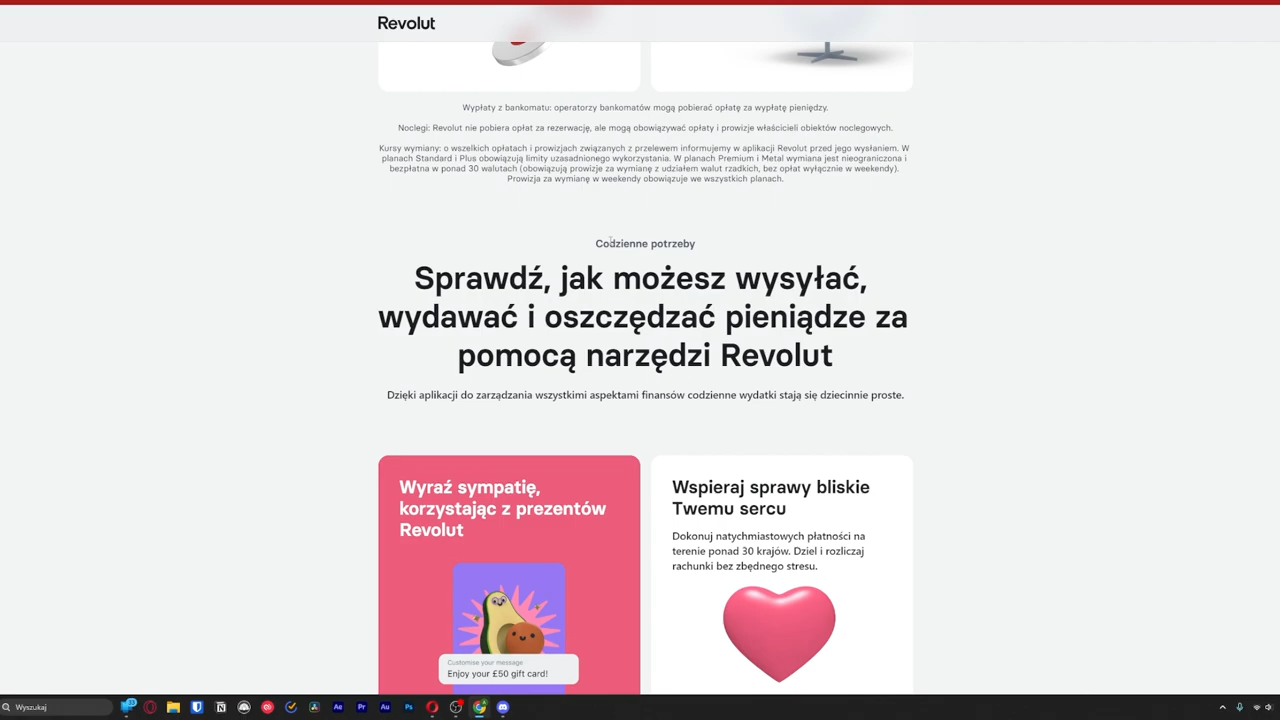 Revolut
Wypłaty z bankomatu: operatorzy bankomatów mogą pobierać opłatę za wypłatę pieniędzy.
Noclegi: Revolut nie pobiera opłat za rezerwację, ale mogą obowiązywać opłaty i prowizje właścicieli obiektów noclegowych.
Kursy wymiany: o wszelkich opłatach i prowizjach związanych z przelewem informujemy w aplikacji Revolut przed jego wysłaniem. W
planach Standard i Plus obowiązują limity uzasadnionego wykorzystania. W planach Premium i Metal wymiana jest nieograniczona i
bezpłatna w ponad 30 walutach (obowiązują prowizje za wymianę z udziałem walut rzadkich, bez opłat wyłącznie w weekendy).
Prowizja za wymianę w weekendy obowiązuje we wszystkich planach.
Codzienne potrzeby
Sprawdź, jak możesz wysyłać,
wydawać i oszczędzać pieniądze za
pomocą narzędzi Revolut
Dzięki aplikacji do zarządzania wszystkimi aspektami finansów codzienne wydatki stają się dziecinnie proste.
Wyraź sympatię,
korzystając z prezentów
Revolut
Customise your message
Enjoy your £50 gift card!
Wspieraj sprawy bliskie
Twemu sercu
Dokonuj natychmiastowych płatności na
terenie ponad 30 krajów. Dziel i rozliczaj
rachunki bez zbędnego stresu.
Wyszukaj
Ae
Pr
Au
Ps